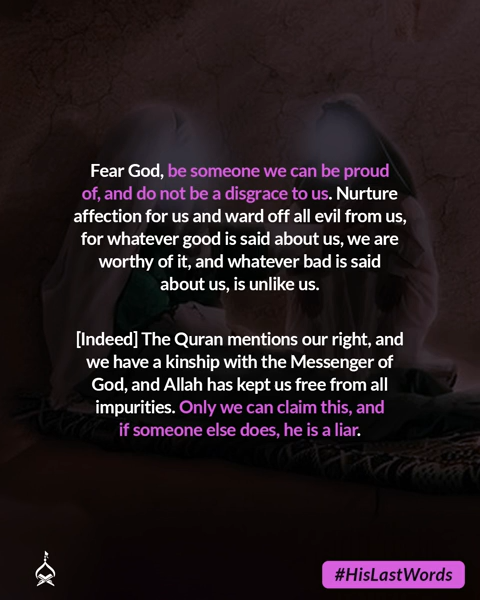 Fear God, be someone we can be proud
of, and do not be a disgrace to us. Nurture
affection for us and ward off all evil from us,
for whatever good is said about us, we are
worthy of it, and whatever bad is said
about us, is unlike us.
[Indeed] The Quran mentions our right, and
we have a kinship with the Messenger of
God, and Allah has kept us free from all
impurities. Only we can claim this, and
if someone else does, he is a liar.
#HisLastWords